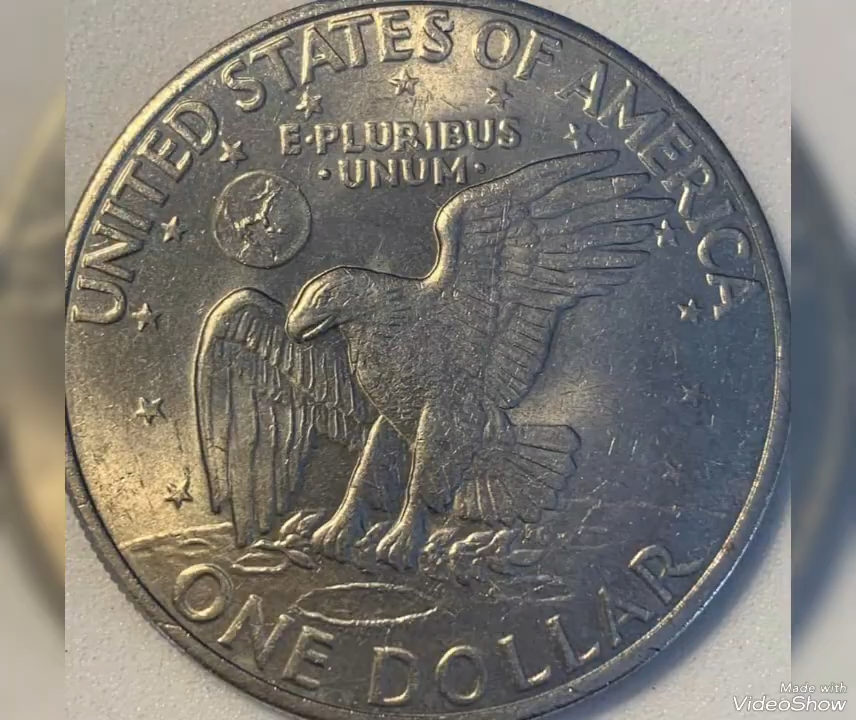 UNITED STATES OF AMERICA
E·PLURIBUS
·UNUM·
ONE DOLLAR
Made with
VideoShow